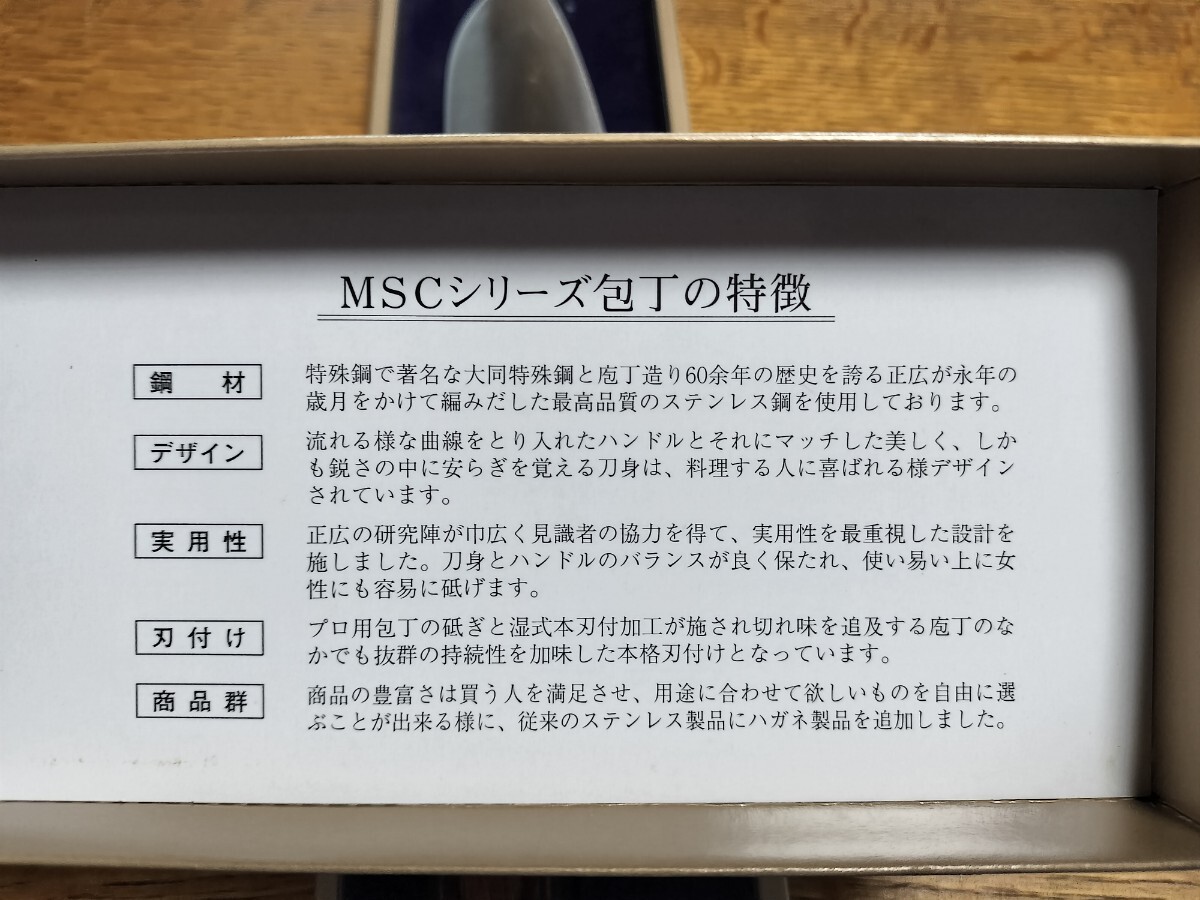 MSCシリーズ包丁の特徴
鋼 材
特殊鋼で著名な大同特殊鋼と庖丁造り60余年の歴史を誇る正広が永年の
歳月をかけて編みだした最高品質のステンレス鋼を使用しております。
デザイン
流れる様な曲線をとり入れたハンドルとそれにマッチした美しく、しか
も鋭さの中に安らぎを覚える刀身は、料理する人に喜ばれる様デザイン
されています。
実用性
正広の研究陣が巾広く見識者の協力を得て、実用性を最重視した設計を
施しました。刀身とハンドルのバランスが良く保たれ、使い易い上に女
性にも容易に砥げます。
刃付け
プロ用包丁の砥ぎと湿式本刃付加工が施され切れ味を追及する庖丁のな
かでも抜群の持続性を加味した本格刃付けとなっています。
商品群
商品の豊富さは買う人を満足させ、用途に合わせて欲しいものを自由に選
ぶことが出来る様に、従来のステンレス製品にハガネ製品を追加しました。